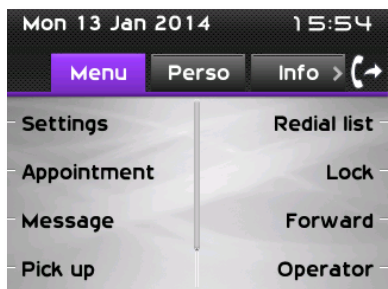 Mon 13 Jan 2014 15:54
Menu Perso Info >
Settings Redial list
Appointment Lock
Message Forward
Pick up Operator